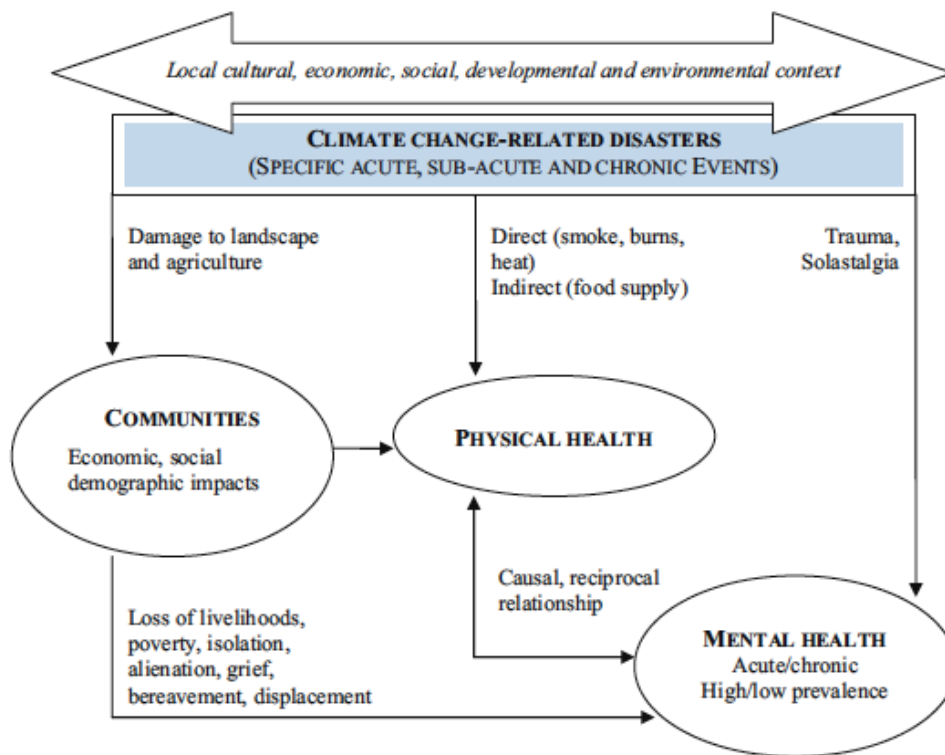 Local cultural, economic, social, developmental and environmental context
CLIMATE CHANGE-RELATED DISASTERS
(SPECIFIC ACUTE, SUB-ACUTE AND CHRONIC EVENTS)
Damage to landscape
and agriculture
Direct (smoke, burns,
heat)
Indirect (food supply)
Trauma,
Solastalgia
COMMUNITIES
Economic, social
demographic impacts
PHYSICAL HEALTH
Causal, reciprocal
relationship
Loss of livelihoods,
poverty, isolation,
alienation, grief,
bereavement, displacement
MENTAL HEALTH
Acute/chronic
High/low prevalence